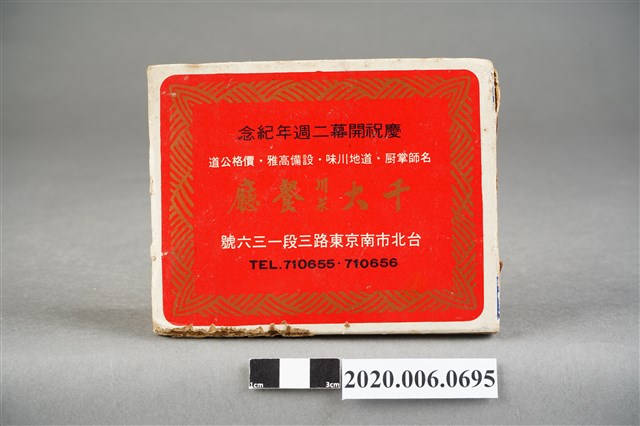 慶祝開幕二週年紀念
名師掌厨・道地川味・設備高雅・價格公道
千大川菜餐廳
台北市南京東路三段一三六號
TEL.710655・710656
1cm 3cm
2020.006.0695